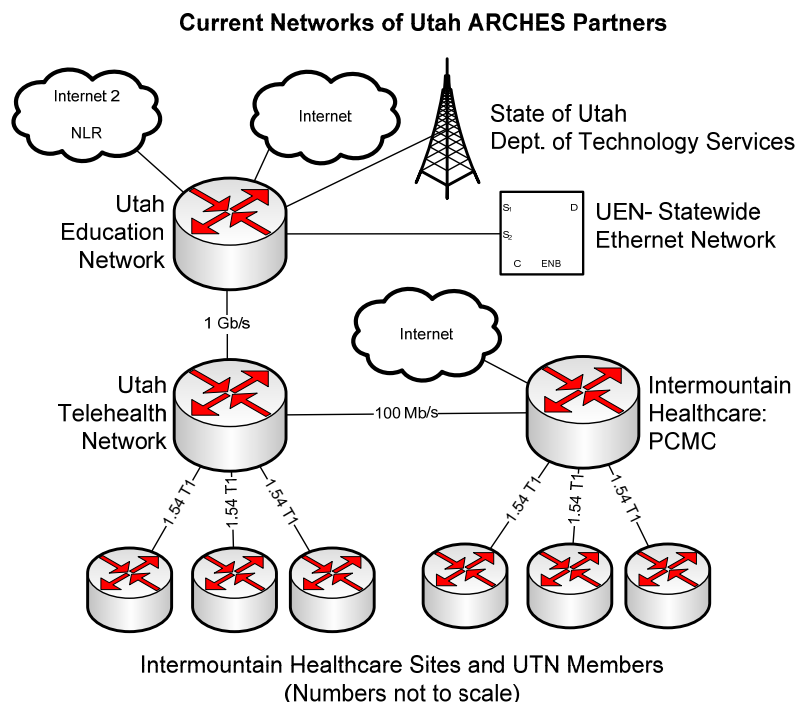 Current Networks of Utah ARCHES Partners
Internet 2
NLR
Internet
State of Utah
Dept. of Technology Services
Utah
Education
Network
S1
D
S2
C
ENB
UEN- Statewide
Ethernet Network
1 Gb/s
Internet
Utah
Telehealth
Network
100 Mb/s
Intermountain
Healthcare:
PCMC
1.54 T1
1.54 T1
1.54 T1
1.54 T1
1.54 T1
1.54 T1
Intermountain Healthcare Sites and UTN Members
(Numbers not to scale)